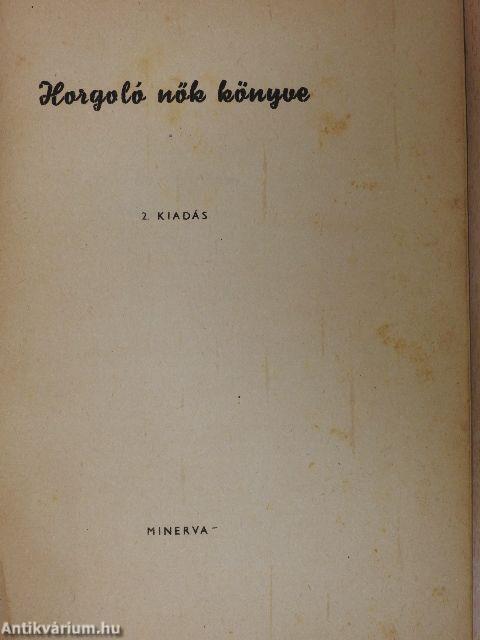 Horgoló nők könyve
2. KIADÁS
MINERVA
Antikvárium.hu